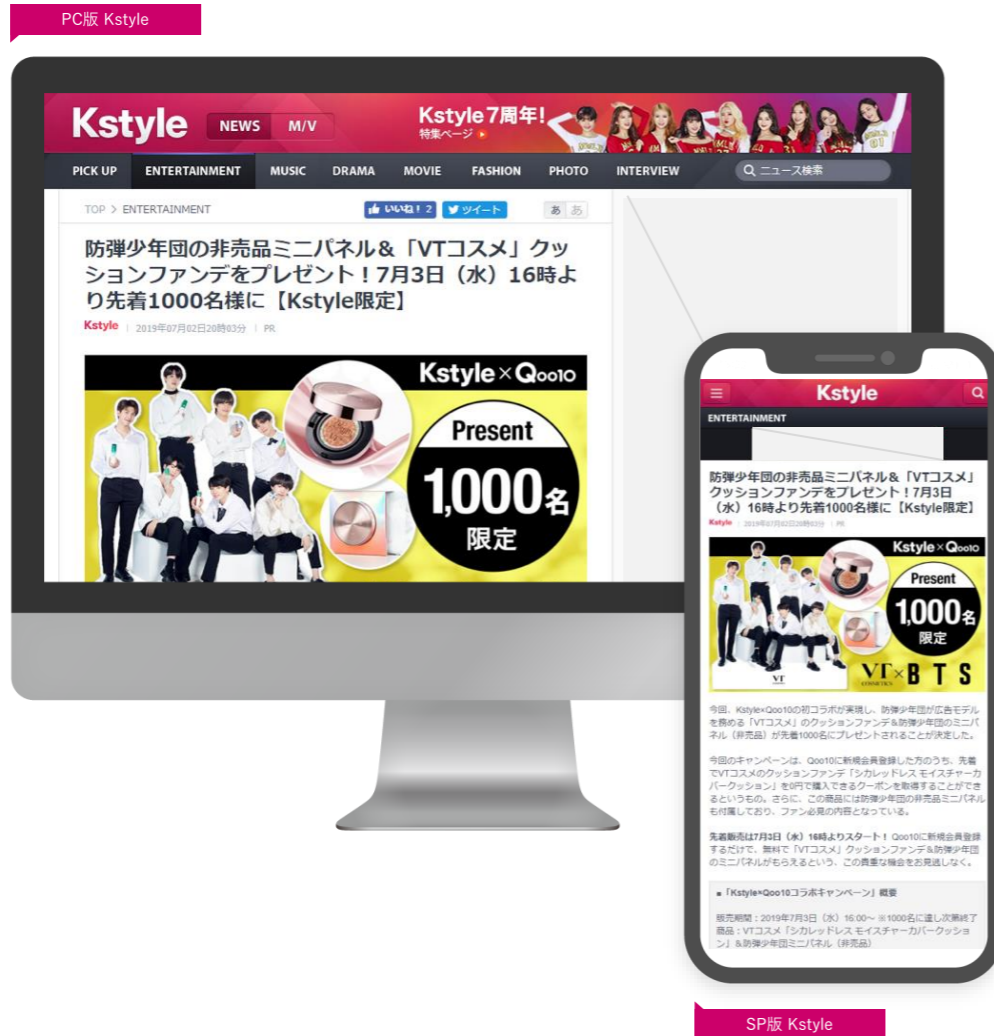 PC版 Kstyle
Kstyle NEWS M/V
Kstyle7周年!
特集ページ
PICK UP ENTERTAINMENT MUSIC DRAMA MOVIE FASHION PHOTO INTERVIEW ニュース検索
TOP > ENTERTAINMENT いいね! 2 ツイート あ あ
防弾少年団の非売品ミニパネル&「VTコスメ」クッ
ションファンデをプレゼント!7月3日(水)16時よ
り先着1000名様に【Kstyle限定】
Kstyle | 2019年07月02日20時03分 | PR
Kstyle×Qoo10
Present
1,000名
限定
Kstyle
ENTERTAINMENT
防弾少年団の非売品ミニパネル&「VTコスメ」
クッションファンデをプレゼント!7月3日
(水)16時より先着1000名様に【Kstyle限定】
Kstyle | 2019年07月02日20時03分 | PR
Kstyle×Qoo10
Present
1,000名
限定
VT
VT COSMETICS × BTS
今回、Kstyle×Qoo10の初コラボが実現し、防弾少年団が広告モデル
を務める「VTコスメ」のクッションファンデ&防弾少年団のミニパ
ネル(非売品)が先着1000名にプレゼントされることが決定した。
今回のキャンペーンは、Qoo10に新規会員登録した方のうち、先着
でVTコスメのクッションファンデ「シカレッドレス モイスチャーカ
バークッション」を0円で購入できるクーポンを取得することができ
るというもの。さらに、この商品には防弾少年団の非売品ミニパネル
も付属しており、ファン必見の内容となっている。
先着販売は7月3日(水)16時よりスタート!Qoo10に新規会員登録
するだけで、無料で「VTコスメ」クッションファンデ&防弾少年団
のミニパネルがもらえるという、この貴重な機会をお見逃しなく。
■「Kstyle×Qoo10コラボキャンペーン」概要
販売期間:2019年7月3日(水)16:00~ ※1000名に達し次第終了
商品:VTコスメ「シカレッドレス モイスチャーカバークッショ
ン」&防弾少年団ミニパネル(非売品)
SP版 Kstyle